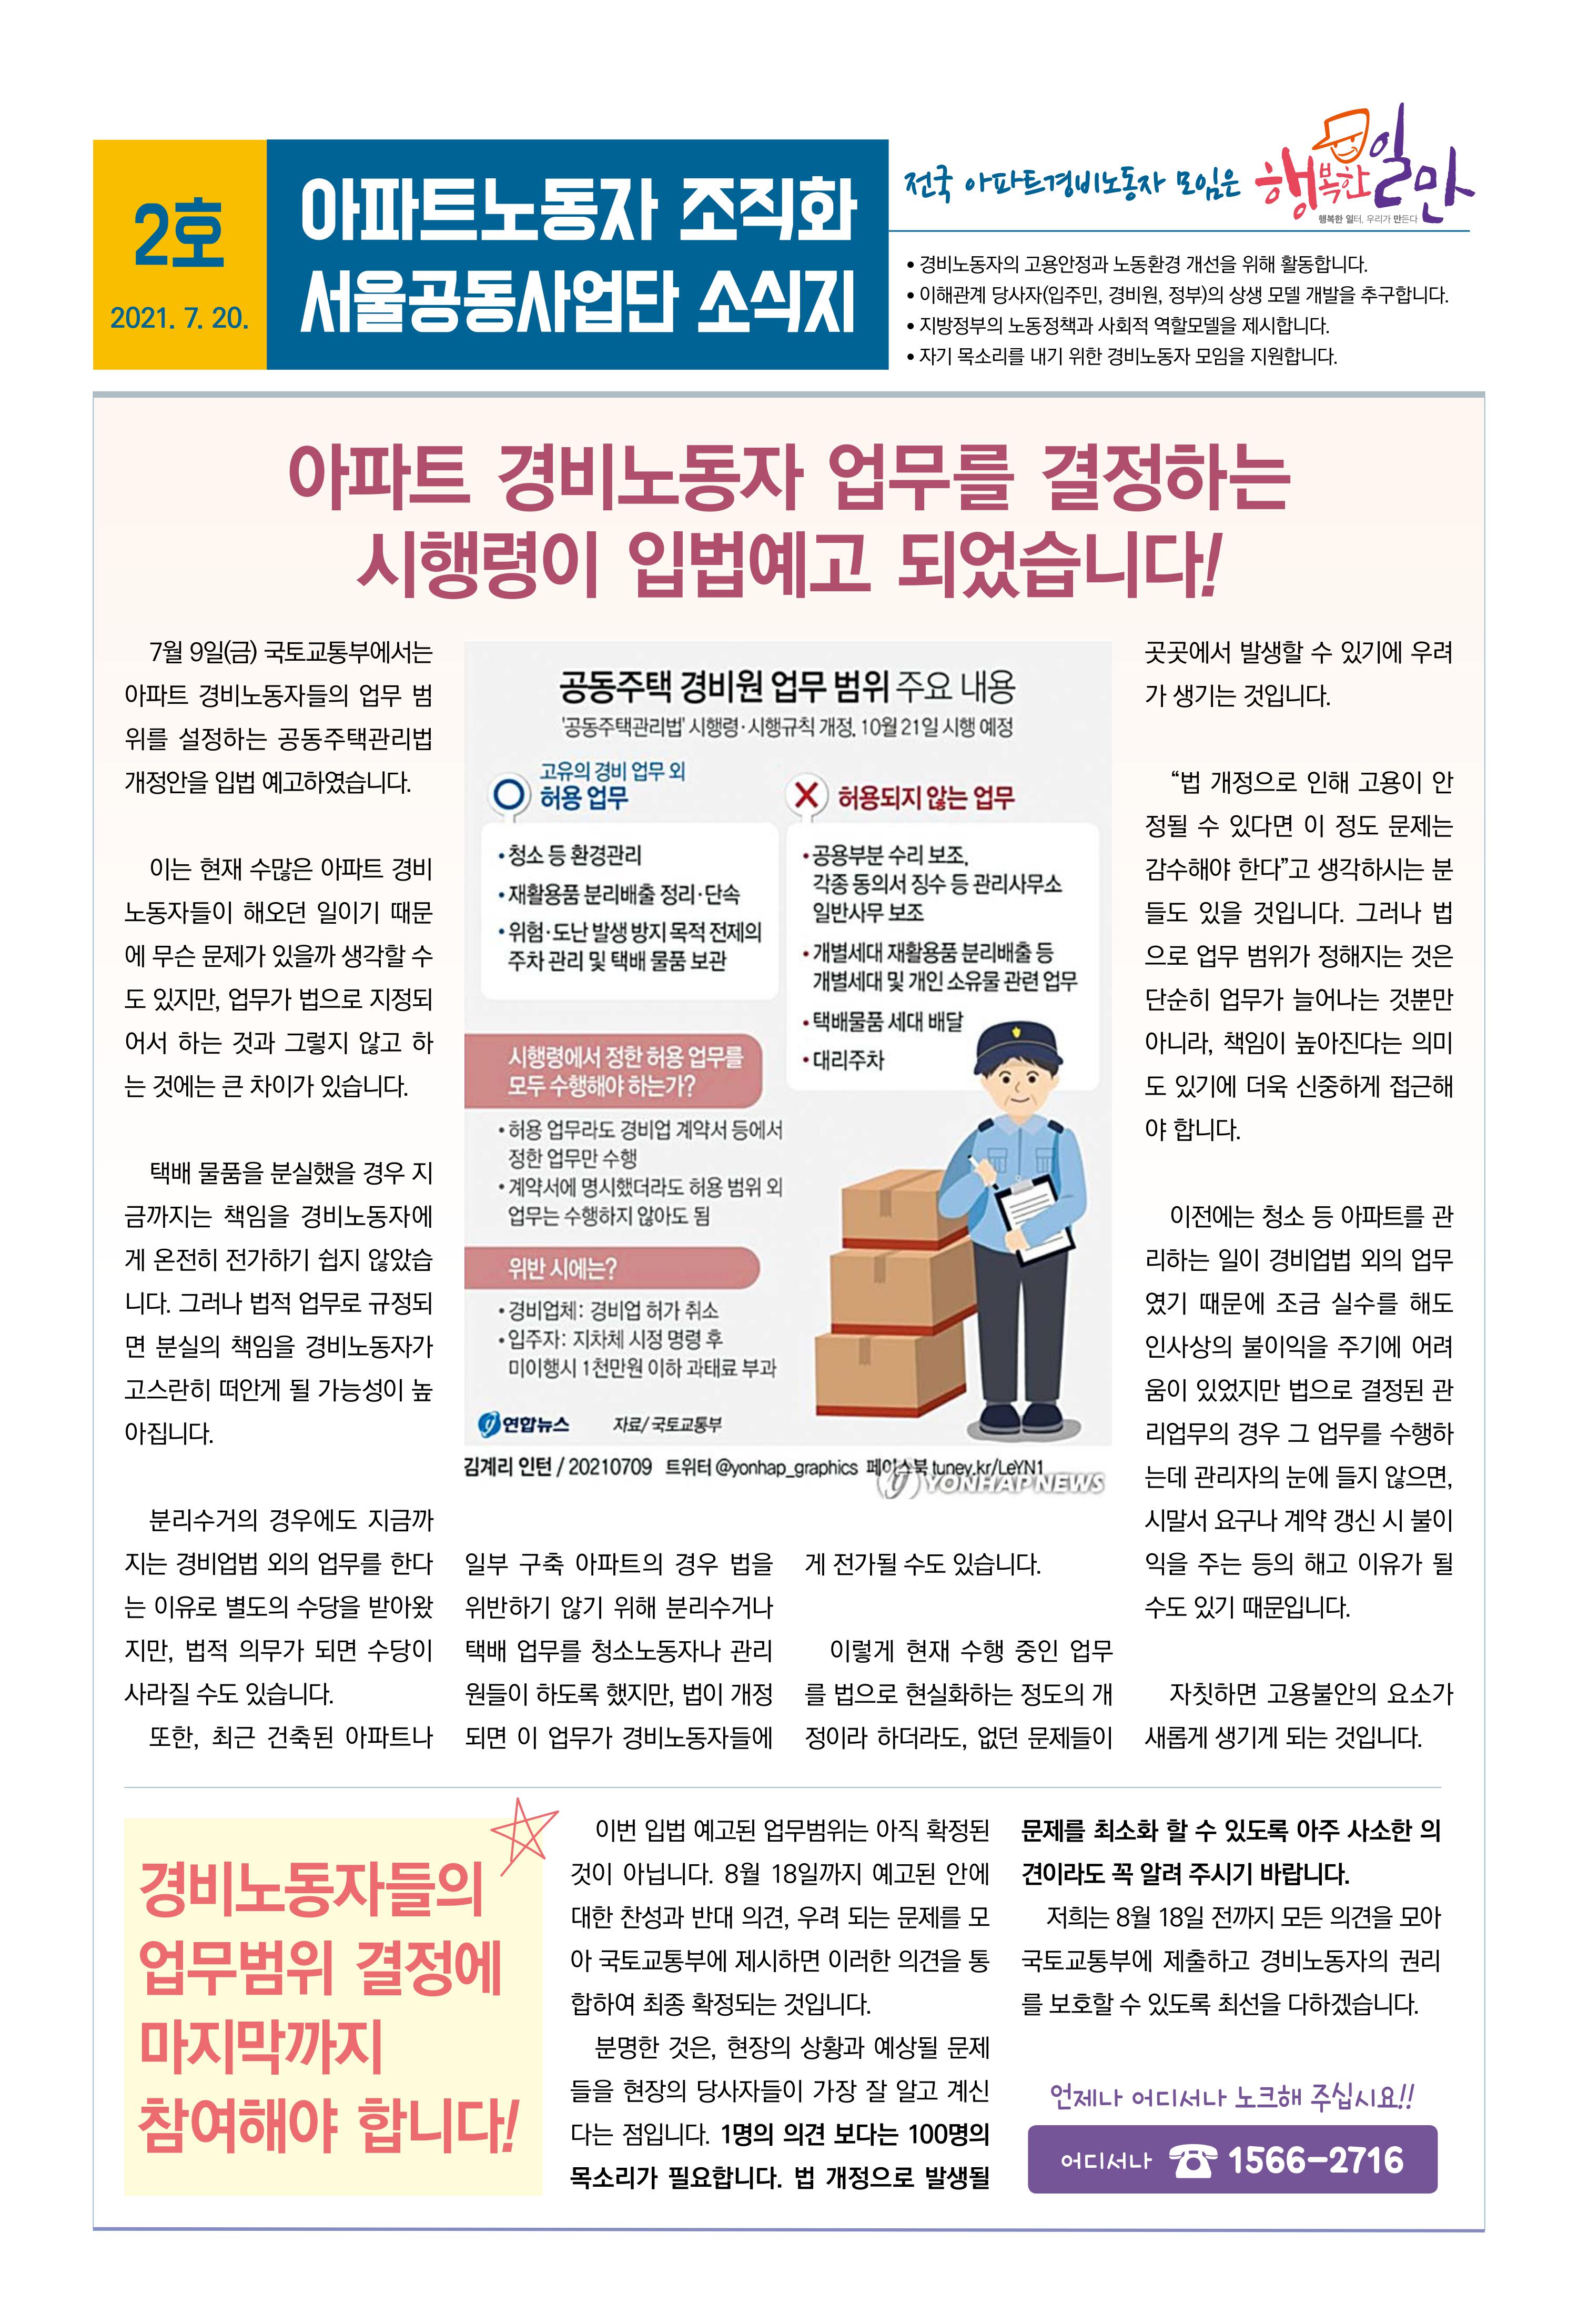 2호
2021. 7. 20.
아파트노동자 조직화
서울공동사업단 소식지
전국 아파트경비노동자 모임은
행복한 일만
행복한 일터, 우리가 만든다
• 경비노동자의 고용안정과 노동환경 개선을 위해 활동합니다.
• 이해관계 당사자(입주민, 경비원, 정부)의 상생 모델 개발을 추구합니다.
• 지방정부의 노동정책과 사회적 역할모델을 제시합니다.
• 자기 목소리를 내기 위한 경비노동자 모임을 지원합니다.
아파트 경비노동자 업무를 결정하는
시행령이 입법예고 되었습니다!
7월 9일(금) 국토교통부에서는
아파트 경비노동자들의 업무 범
위를 설정하는 공동주택관리법
개정안을 입법 예고하였습니다.
이는 현재 수많은 아파트 경비
노동자들이 해오던 일이기 때문
에 무슨 문제가 있을까 생각할 수
도 있지만, 업무가 법으로 지정되
어서 하는 것과 그렇지 않고 하
는 것에는 큰 차이가 있습니다.
택배 물품을 분실했을 경우 지
금까지는 책임을 경비노동자에
게 온전히 전가하기 쉽지 않았습
니다. 그러나 법적 업무로 규정되
면 분실의 책임을 경비노동자가
고스란히 떠안게 될 가능성이 높
아집니다.
분리수거의 경우에도 지금까
지는 경비업법 외의 업무를 한다
는 이유로 별도의 수당을 받아왔
지만, 법적 의무가 되면 수당이
사라질 수도 있습니다.
또한, 최근 건축된 아파트나
공동주택 경비원 업무 범위 주요 내용
'공동주택관리법' 시행령·시행규칙 개정, 10월 21일 시행 예정
고유의 경비 업무 외
허용 업무
• 청소 등 환경관리
• 재활용품 분리배출 정리·단속
• 위험·도난 발생 방지 목적 전제의
주차 관리 및 택배 물품 보관
허용되지 않는 업무
• 공용부분 수리 보조,
각종 동의서 징수 등 관리사무소
일반사무 보조
• 개별세대 재활용품 분리배출 등
개별세대 및 개인 소유물 관련 업무
• 택배물품 세대 배달
• 대리주차
시행령에서 정한 허용 업무를
모두 수행해야 하는가?
• 허용 업무라도 경비업 계약서 등에서
정한 업무만 수행
• 계약서에 명시했더라도 허용 범위 외
업무는 수행하지 않아도 됨
위반 시에는?
• 경비업체: 경비업 허가 취소
• 입주자: 지차체 시정 명령 후
미이행시 1천만원 이하 과태료 부과
연합뉴스 자료/ 국토교통부
김계리 인턴 / 20210709 트위터 @yonhap_graphics 페이스북 tuney.kr/LeYN1
YONHAP NEWS
일부 구축 아파트의 경우 법을
위반하기 않기 위해 분리수거나
택배 업무를 청소노동자나 관리
원들이 하도록 했지만, 법이 개정
되면 이 업무가 경비노동자들에
게 전가될 수도 있습니다.
이렇게 현재 수행 중인 업무
를 법으로 현실화하는 정도의 개
정이라 하더라도, 없던 문제들이
곳곳에서 발생할 수 있기에 우려
가 생기는 것입니다.
“법 개정으로 인해 고용이 안
정될 수 있다면 이 정도 문제는
감수해야 한다”고 생각하시는 분
들도 있을 것입니다. 그러나 법
으로 업무 범위가 정해지는 것은
단순히 업무가 늘어나는 것뿐만
아니라, 책임이 높아진다는 의미
도 있기에 더욱 신중하게 접근해
야 합니다.
이전에는 청소 등 아파트를 관
리하는 일이 경비업법 외의 업무
였기 때문에 조금 실수를 해도
인사상의 불이익을 주기에 어려
움이 있었지만 법으로 결정된 관
리업무의 경우 그 업무를 수행하
는데 관리자의 눈에 들지 않으면,
시말서 요구나 계약 갱신 시 불이
익을 주는 등의 해고 이유가 될
수도 있기 때문입니다.
자칫하면 고용불안의 요소가
새롭게 생기게 되는 것입니다.
경비노동자들의
업무범위 결정에
마지막까지
참여해야 합니다!
이번 입법 예고된 업무범위는 아직 확정된
것이 아닙니다. 8월 18일까지 예고된 안에
대한 찬성과 반대 의견, 우려 되는 문제를 모
아 국토교통부에 제시하면 이러한 의견을 통
합하여 최종 확정되는 것입니다.
분명한 것은, 현장의 상황과 예상될 문제
들을 현장의 당사자들이 가장 잘 알고 계신
다는 점입니다. 1명의 의견 보다는 100명의
목소리가 필요합니다. 법 개정으로 발생될
문제를 최소화 할 수 있도록 아주 사소한 의
견이라도 꼭 알려 주시기 바랍니다.
저희는 8월 18일 전까지 모든 의견을 모아
국토교통부에 제출하고 경비노동자의 권리
를 보호할 수 있도록 최선을 다하겠습니다.
언제나 어디서나 노크해 주십시요!!
어디서나 ☎ 1566-2716